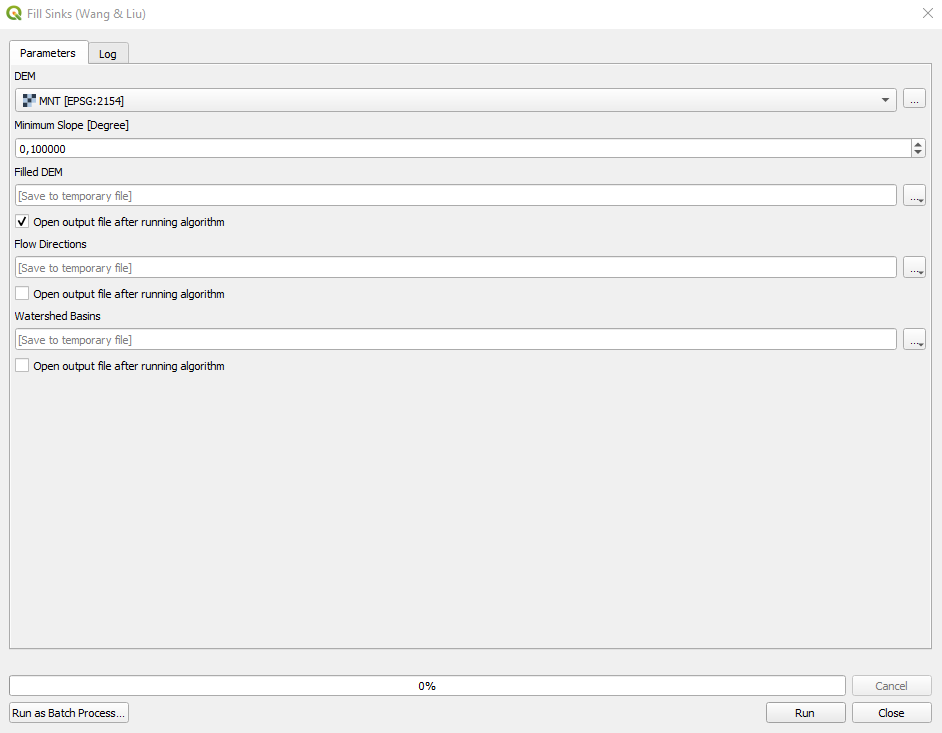 Fill Sinks (Wang & Liu)
Parameters
Log
DEM
MNT [EPSG:2154]
...
Minimum Slope [Degree]
0,100000
Filled DEM
[Save to temporary file]
...
Open output file after running algorithm
Flow Directions
[Save to temporary file]
...
Open output file after running algorithm
Watershed Basins
[Save to temporary file]
...
Open output file after running algorithm
0%
Cancel
Run as Batch Process...
Run
Close